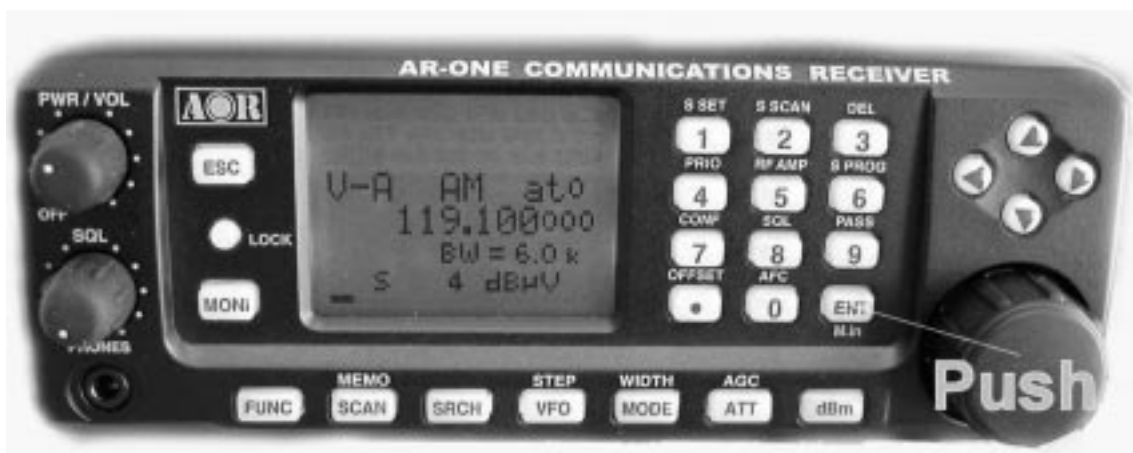 AR-ONE COMMUNICATIONS RECEIVER
PWR / VOL
AOR
S SET S SCAN DEL
1 2 3
ESC
PRIO RF AMP S PROG
V-A AM ato
4 5 6
OFF
119.100000
CONF SQL PASS
SQL
LOCK
BW = 6.0 k
7 8 9
OFFSET AFC
S 4 dBµV
MONi
• 0 ENT
M.in
PHONES
Push
MEMO STEP WIDTH AGC
FUNC SCAN SRCH VFO MODE ATT dBm